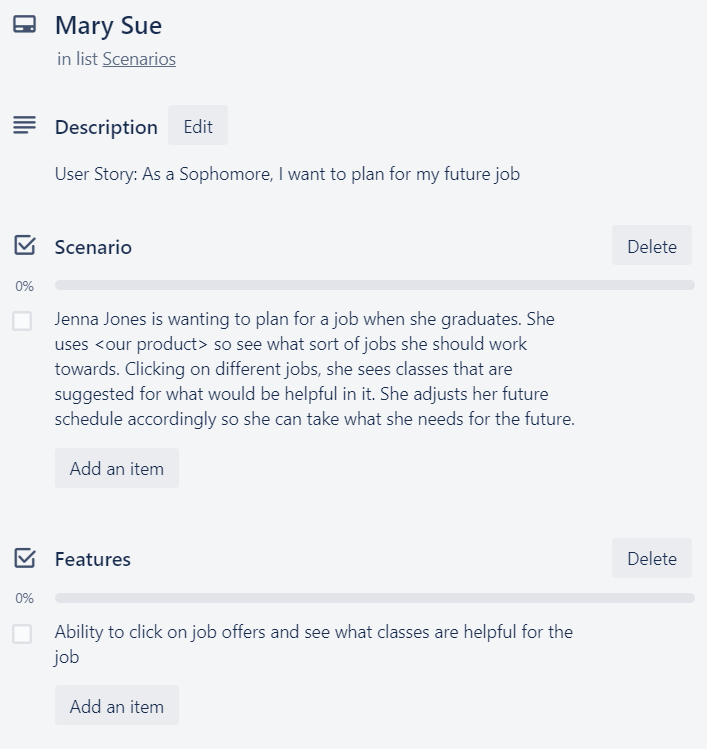 Mary Sue
in list Scenarios
Description Edit
User Story: As a Sophomore, I want to plan for my future job
Scenario Delete
0%
Jenna Jones is wanting to plan for a job when she graduates. She
uses <our product> so see what sort of jobs she should work
towards. Clicking on different jobs, she sees classes that are
suggested for what would be helpful in it. She adjusts her future
schedule accordingly so she can take what she needs for the future.
Add an item
Features Delete
0%
Ability to click on job offers and see what classes are helpful for the
job
Add an item